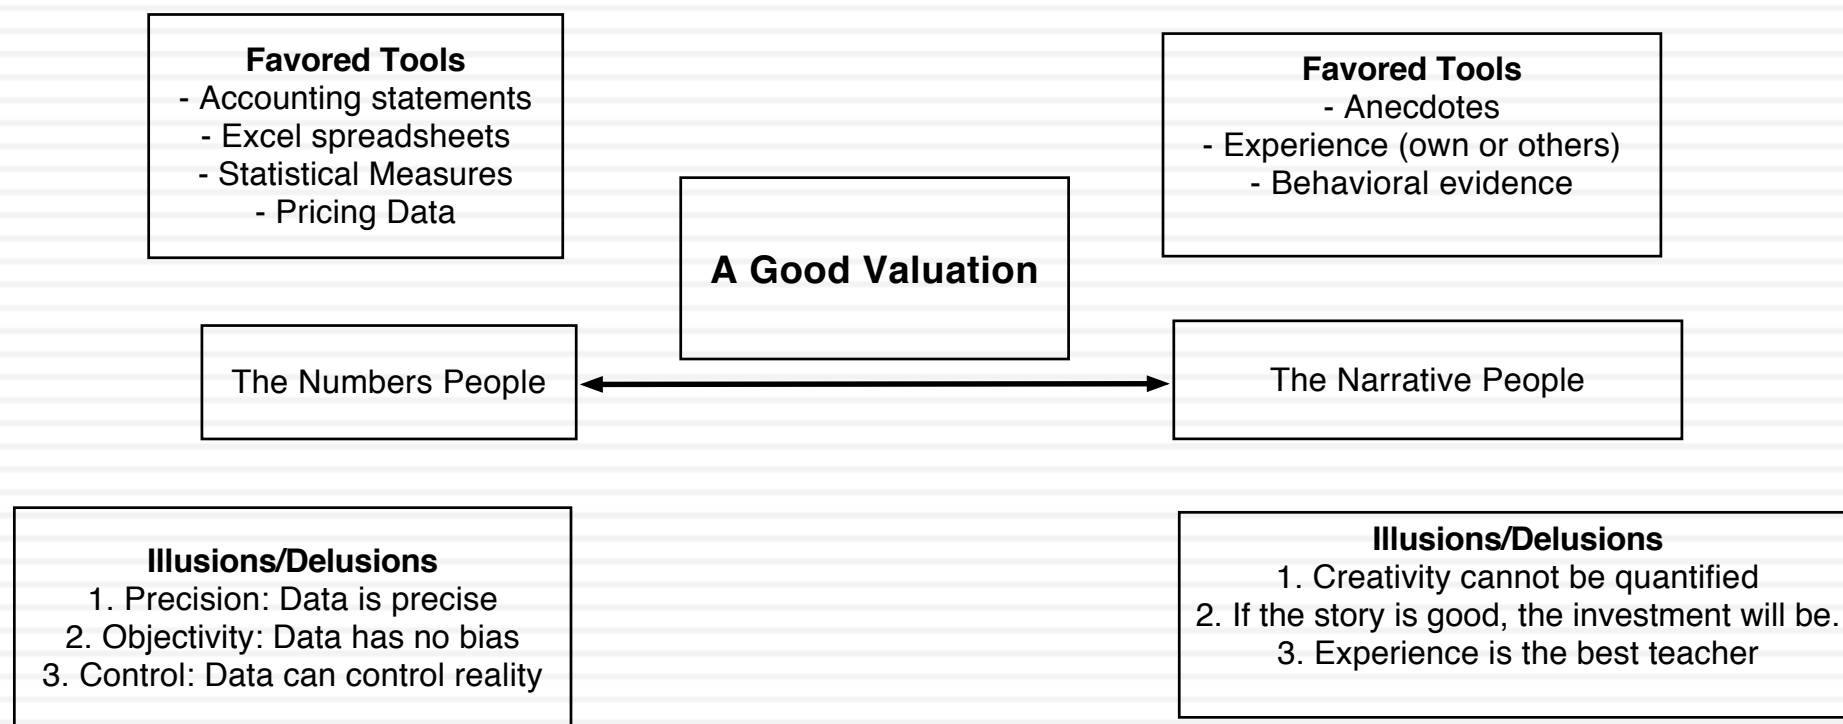 Favored Tools
- Accounting statements
- Excel spreadsheets
- Statistical Measures
- Pricing Data
Favored Tools
- Anecdotes
- Experience (own or others)
- Behavioral evidence
A Good Valuation
The Numbers People
The Narrative People
Illusions/Delusions
1. Precision: Data is precise
2. Objectivity: Data has no bias
3. Control: Data can control reality
Illusions/Delusions
1. Creativity cannot be quantified
2. If the story is good, the investment will be.
3. Experience is the best teacher